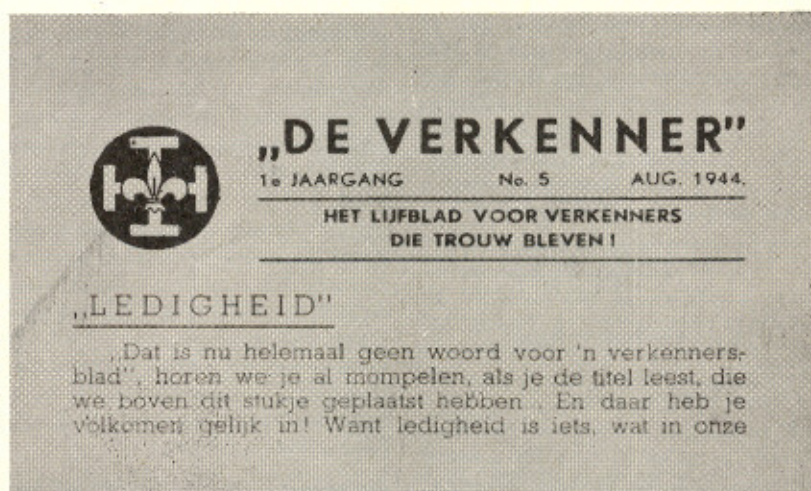 „DE VERKENNER"
1e JAARGANG No. 5 AUG. 1944.
HET LIJFBLAD VOOR VERKENNERS
DIE TROUW BLEVEN!
„LEDIGHEID"
„Dat is nu helemaal geen woord voor 'n verkenners-
blad", horen we je al mompelen, als je de titel leest, die
we boven dit stukje geplaatst hebben . En daar heb je
volkomen gelijk in! Want ledigheid is iets, wat in onze